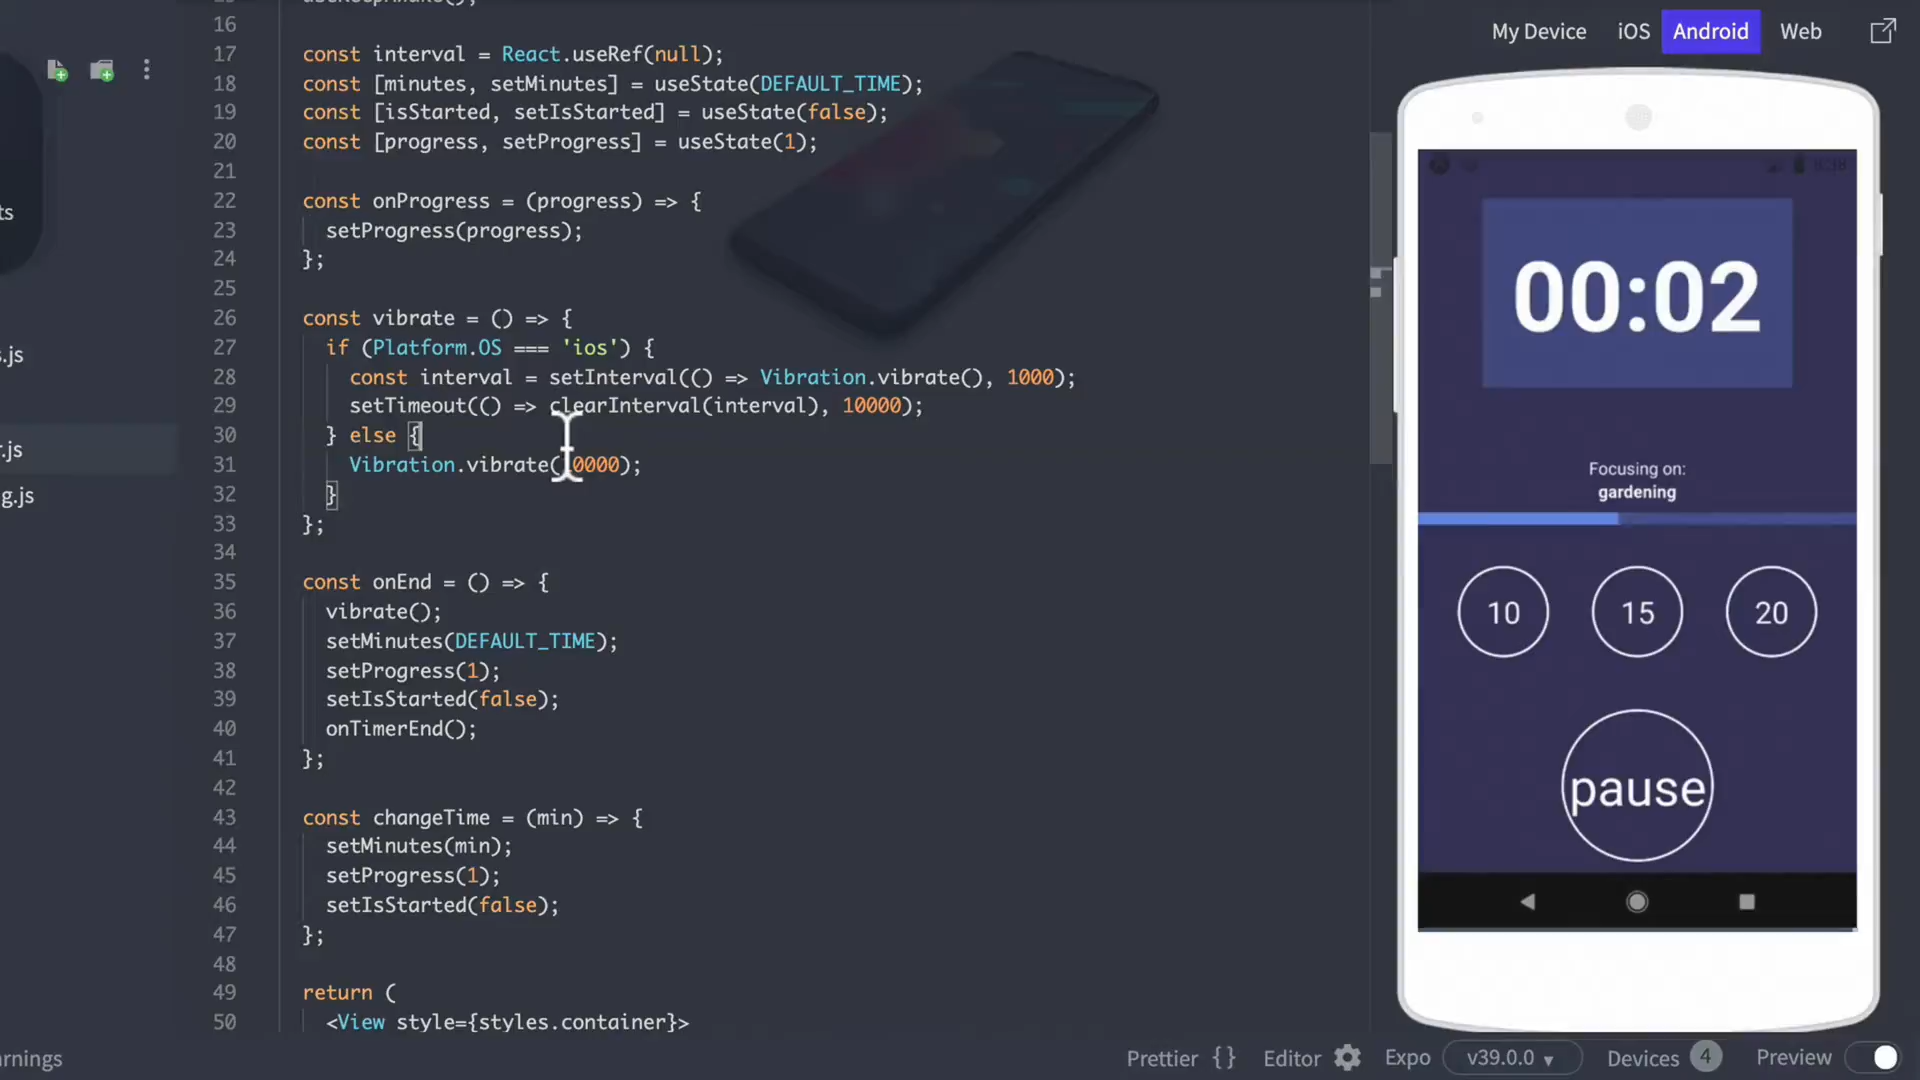 My Device iOS Android Web
16
17 const interval = React.useRef(null);
18 const [minutes, setMinutes] = useState(DEFAULT_TIME);
19 const [isStarted, setIsStarted] = useState(false);
20 const [progress, setProgress] = useState(1);
21
22 const onProgress = (progress) => {
23 setProgress(progress);
24 };
25
26 const vibrate = () => {
27 if (Platform.OS === 'ios') {
28 const interval = setInterval(() => Vibration.vibrate(), 1000);
29 setTimeout(() => clearInterval(interval), 10000);
30 } else {
31 Vibration.vibrate(10000);
32 }
33 };
34
35 const onEnd = () => {
36 vibrate();
37 setMinutes(DEFAULT_TIME);
38 setProgress(1);
39 setIsStarted(false);
40 onTimerEnd();
41 };
42
43 const changeTime = (min) => {
44 setMinutes(min);
45 setProgress(1);
46 setIsStarted(false);
47 };
48
49 return (
50 <View style={styles.container}>
ts
s.js
r.js
g.js
00:02
Focusing on:
gardening
10 15 20
pause
rnings
Prettier {} Editor Expo v39.0.0 Devices 4 Preview